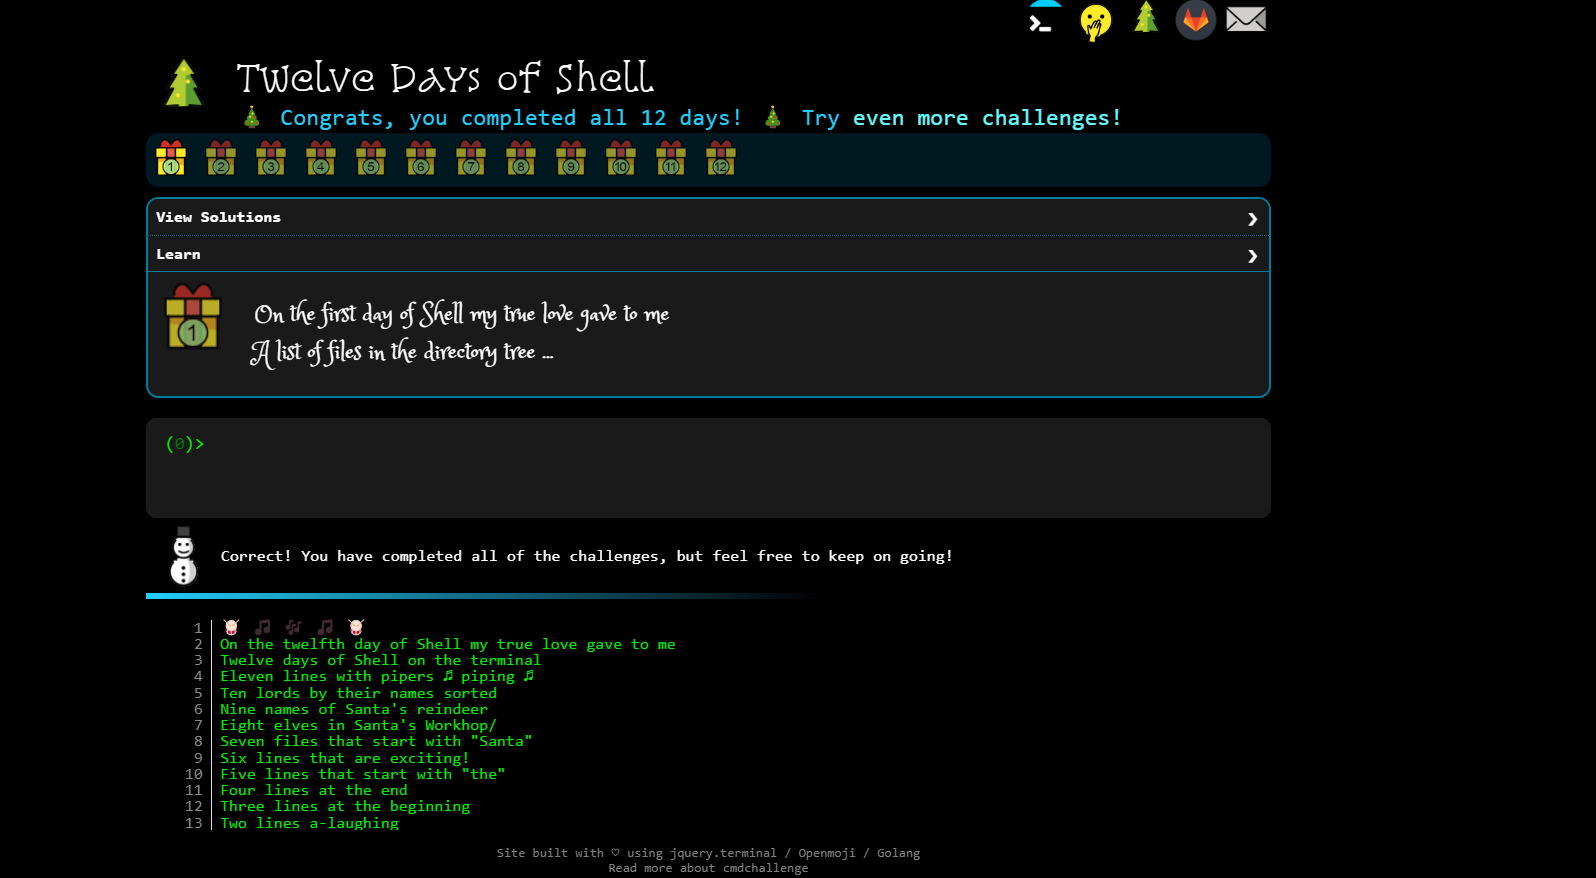 Twelve Days of Shell
Congrats, you completed all 12 days! Try even more challenges!
1 2 3 4 5 6 7 8 9 10 11 12
View Solutions
Learn
1
On the first day of Shell my true love gave to me
A list of files in the directory tree ...
(0)>
Correct! You have completed all of the challenges, but feel free to keep on going!
1
2 On the twelfth day of Shell my true love gave to me
3 Twelve days of Shell on the terminal
4 Eleven lines with pipers ♫ piping ♫
5 Ten lords by their names sorted
6 Nine names of Santa's reindeer
7 Eight elves in Santa's Workhop/
8 Seven files that start with "Santa"
9 Six lines that are exciting!
10 Five lines that start with "the"
11 Four lines at the end
12 Three lines at the beginning
13 Two lines a-laughing
Site built with ♡ using jquery.terminal / Openmoji / Golang
Read more about cmdchallenge